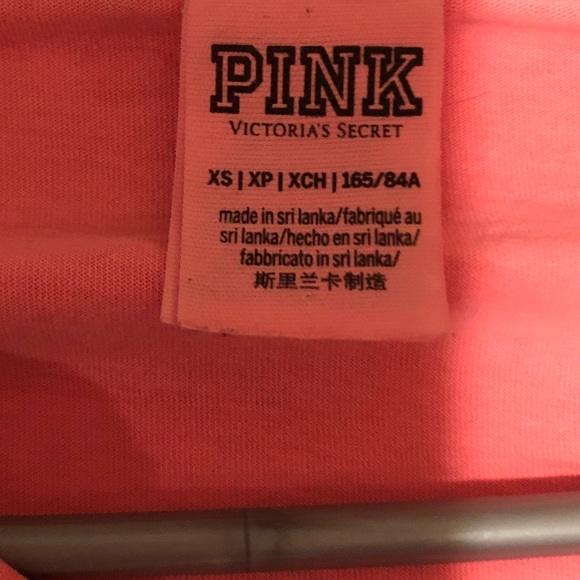 PINK
VICTORIA'S SECRET
XS | XP | XCH | 165/84A
made in sri lanka/fabriqué au
sri lanka/hecho en sri lanka/
fabbricato in sri lanka/
斯里兰卡制造